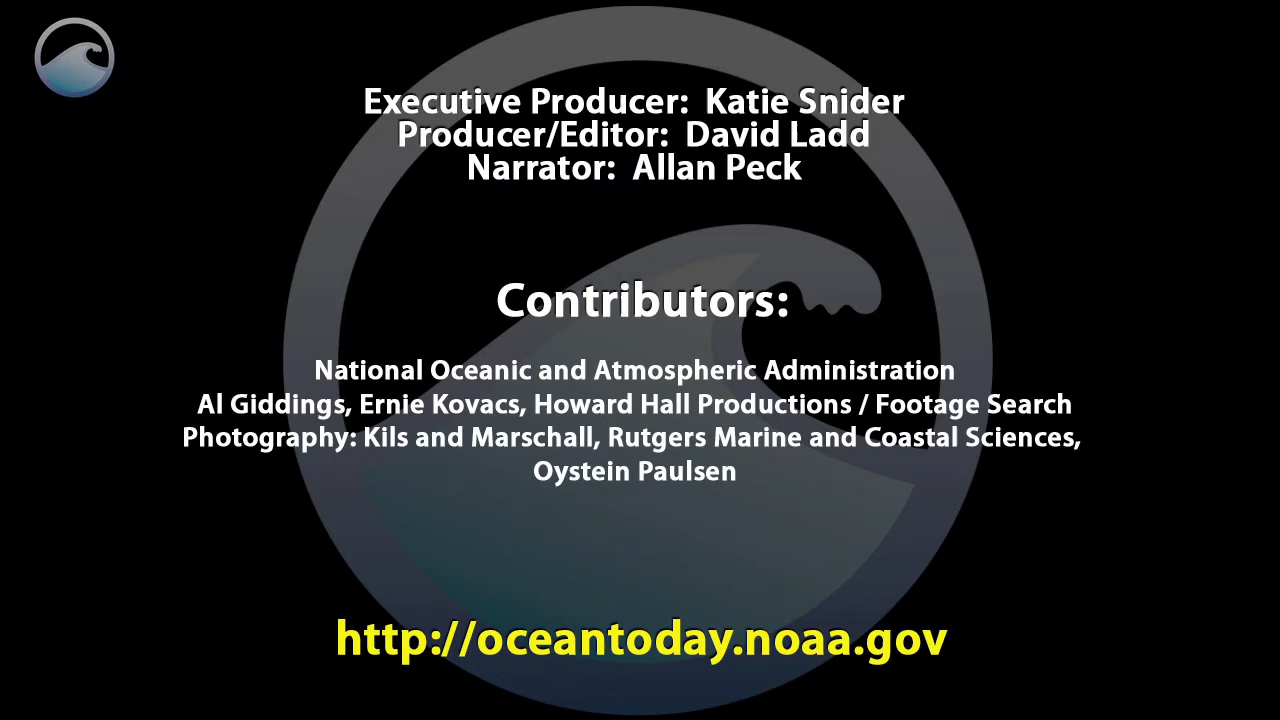 Executive Producer: Katie Snider
Producer/Editor: David Ladd
Narrator: Allan Peck
Contributors:
National Oceanic and Atmospheric Administration
Al Giddings, Ernie Kovacs, Howard Hall Productions / Footage Search
Photography: Kils and Marschall, Rutgers Marine and Coastal Sciences,
Oystein Paulsen
http://oceantoday.noaa.gov